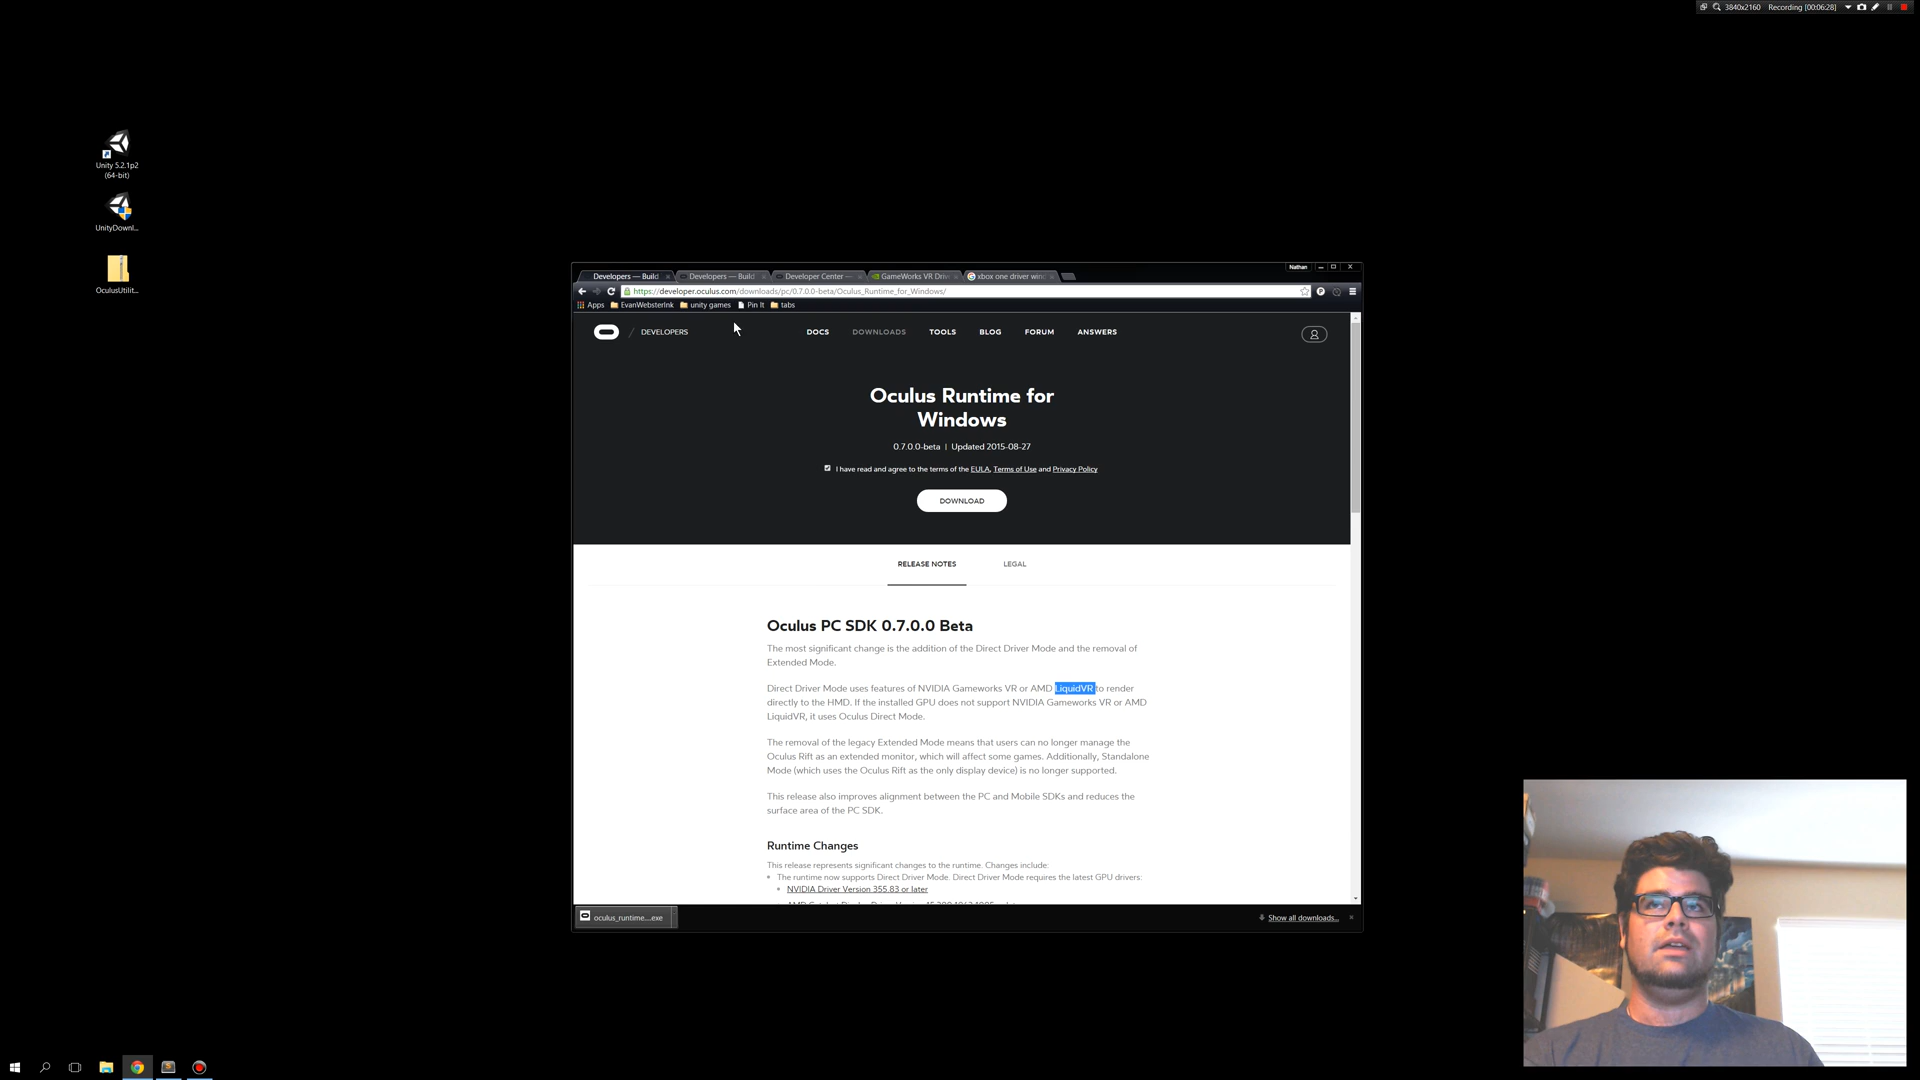 3840x2160 Recording [00:06:28]
Unity 5.2.1p2
(64-bit)
UnityDownl...
OculusUtilit...
Nathan
Developers — Build
Developers — Build
Developer Center —
GameWorks VR Driv
xbox one driver wind
https://developer.oculus.com/downloads/pc/0.7.0.0-beta/Oculus_Runtime_for_Windows/
Apps EvanWebsterInk unity games Pin It tabs
/ DEVELOPERS DOCS DOWNLOADS TOOLS BLOG FORUM ANSWERS
Oculus Runtime for
Windows
0.7.0.0-beta | Updated 2015-08-27
I have read and agree to the terms of the EULA, Terms of Use and Privacy Policy
DOWNLOAD
RELEASE NOTES LEGAL
Oculus PC SDK 0.7.0.0 Beta
The most significant change is the addition of the Direct Driver Mode and the removal of
Extended Mode.
Direct Driver Mode uses features of NVIDIA Gameworks VR or AMD LiquidVR to render
directly to the HMD. If the installed GPU does not support NVIDIA Gameworks VR or AMD
LiquidVR, it uses Oculus Direct Mode.
The removal of the legacy Extended Mode means that users can no longer manage the
Oculus Rift as an extended monitor, which will affect some games. Additionally, Standalone
Mode (which uses the Oculus Rift as the only display device) is no longer supported.
This release also improves alignment between the PC and Mobile SDKs and reduces the
surface area of the PC SDK.
Runtime Changes
This release represents significant changes to the runtime. Changes include:
The runtime now supports Direct Driver Mode. Direct Driver Mode requires the latest GPU drivers:
NVIDIA Driver Version 355.83 or later
oculus_runtime....exe
Show all downloads...